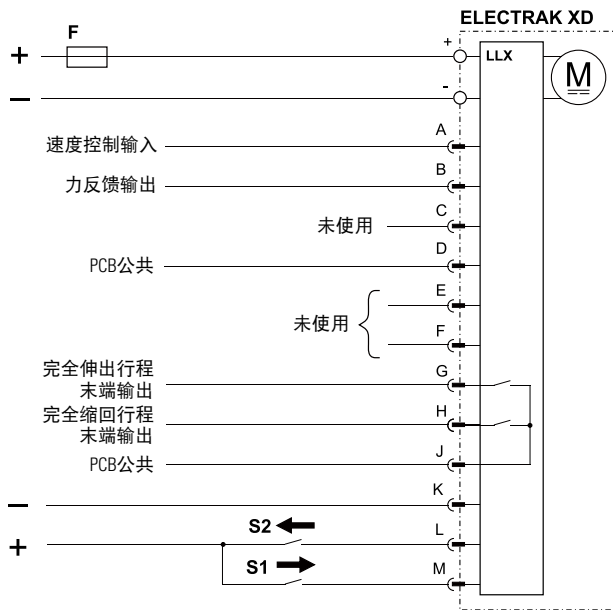 ELECTRAK XD
F
+
+
LLX
M
–
-
A
速度控制输入
B
力反馈输出
C
未使用
D
PCB公共
E
未使用
F
G
完全伸出行程
末端输出
H
完全缩回行程
末端输出
J
PCB公共
K
–
S2
L
+
S1
M